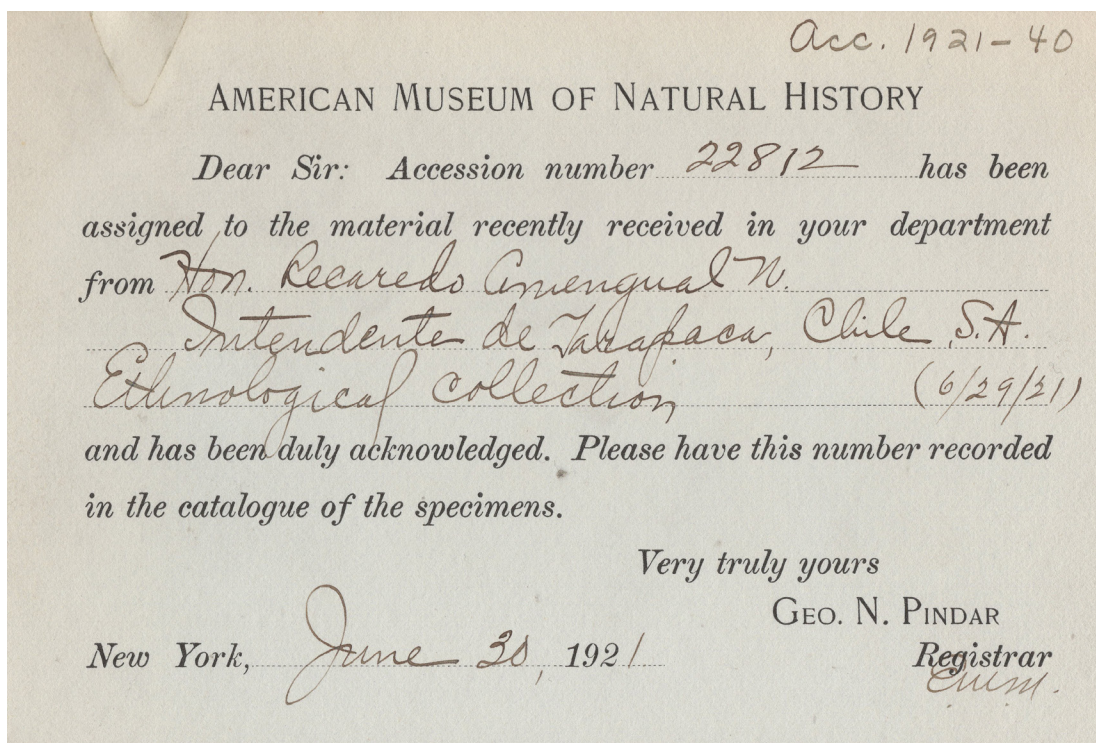 Acc. 1921-40
AMERICAN MUSEUM OF NATURAL HISTORY
Dear Sir: Accession number 22812 has been
assigned to the material recently received in your department
from Hon. Recaredo Amengual N.
Intendente de Tarapaca, Chile, S.A.
Ethnological collection (6/29/21)
and has been duly acknowledged. Please have this number recorded
in the catalogue of the specimens.
Very truly yours
GEO. N. PINDAR
New York, June 30, 1921 Registrar